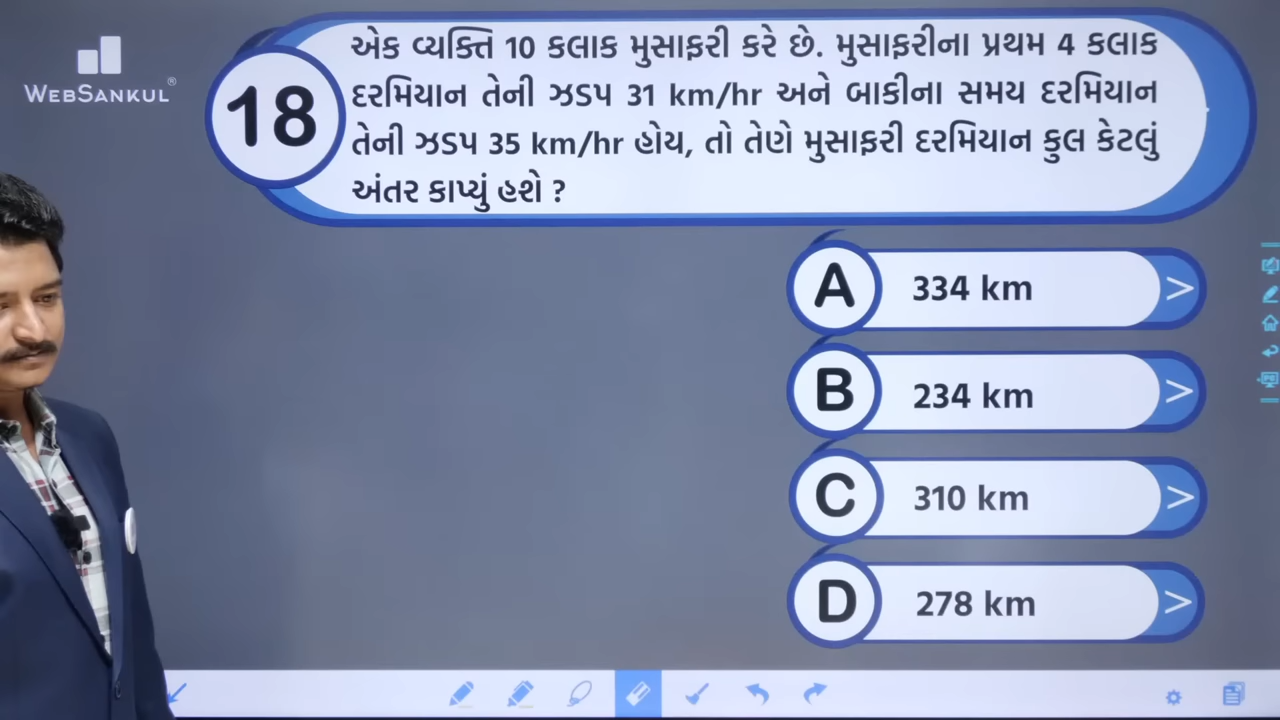 WEBSANKUL®
18
એક વ્યક્તિ 10 કલાક મુસાફરી કરે છે. મુસાફરીના પ્રથમ 4 કલાક
દરમિયાન તેની ઝડપ 31 km/hr અને બાકીના સમય દરમિયાન
તેની ઝડપ 35 km/hr હોય, તો તેણે મુસાફરી દરમિયાન કુલ કેટલું
અંતર કાપ્યું હશે ?
A 334 km >
B 234 km >
C 310 km >
D 278 km >